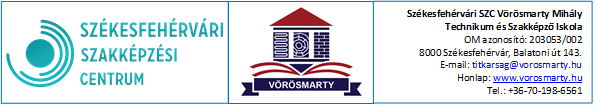 SZÉKESFEHÉRVÁRI
SZAKKÉPZÉSI
CENTRUM
VÖRÖSMARTY
Székesfehérvári SZC Vörösmarty Mihály
Technikum és Szakképző Iskola
OM azonosító: 203053/002
8000 Székesfehérvár, Balatoni út 143.
E-mail: titkarsag@vorosmarty.hu
Honlap: www.vorosmarty.hu
Tel.: +36-70-198-6561